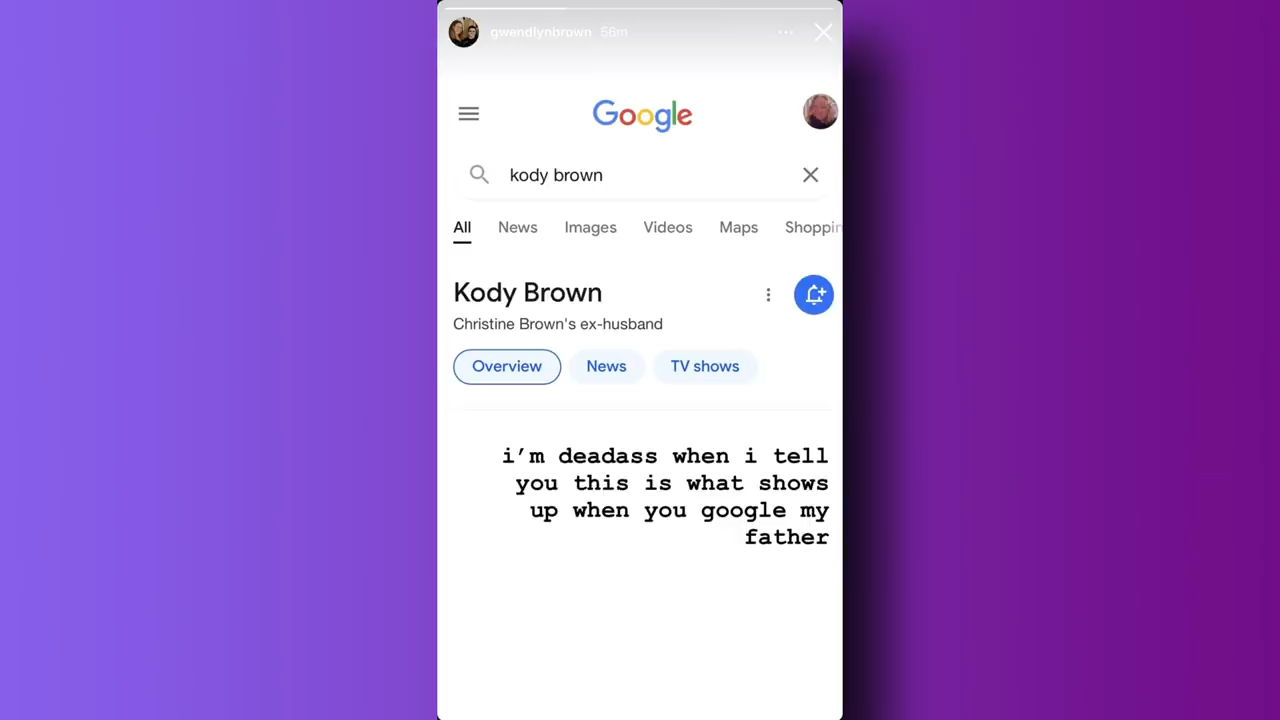 gwendlynbrown 56m
Google
kody brown
All News Images Videos Maps Shoppin
Kody Brown
Christine Brown's ex-husband
Overview News TV shows
i'm deadass when i tell
you this is what shows
up when you google my
father